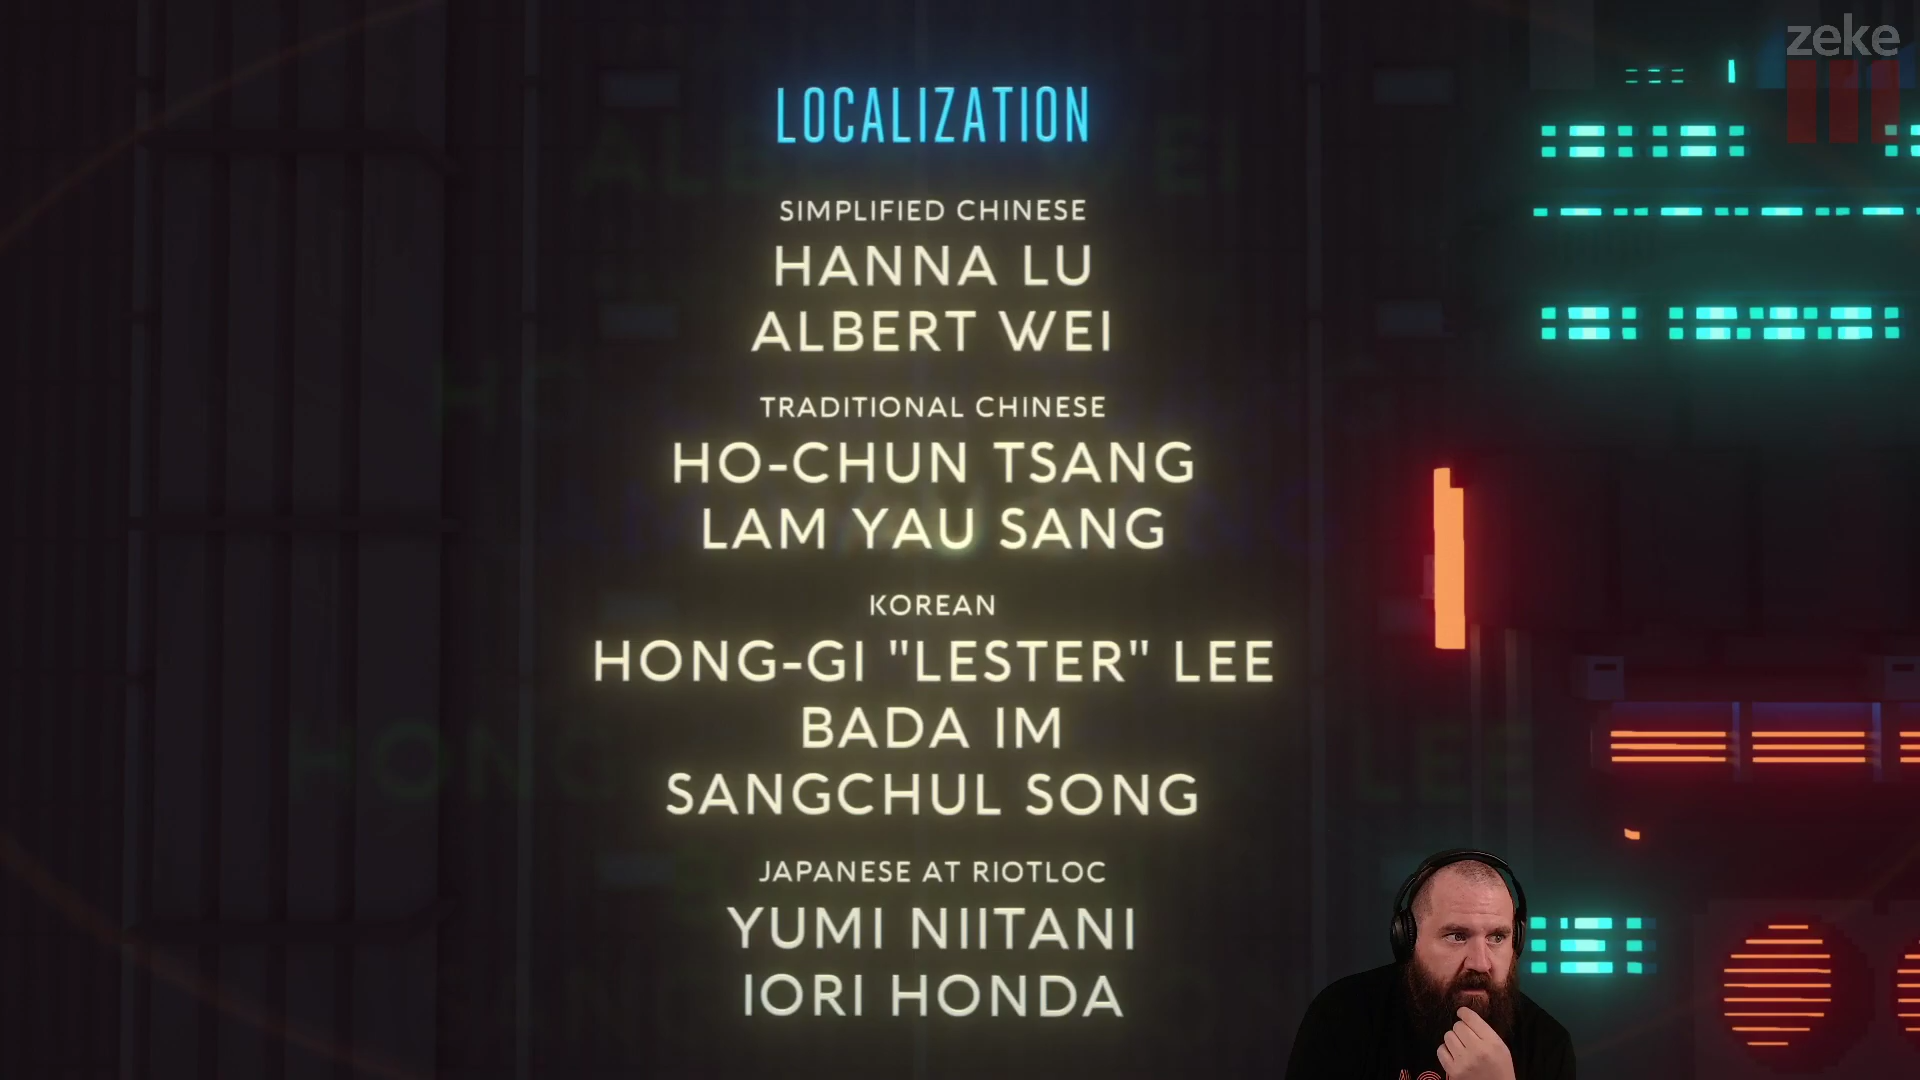 zeke
LOCALIZATION
SIMPLIFIED CHINESE
HANNA LU
ALBERT WEI
TRADITIONAL CHINESE
HO-CHUN TSANG
LAM YAU SANG
KOREAN
HONG-GI "LESTER" LEE
BADA IM
SANGCHUL SONG
JAPANESE AT RIOTLOC
YUMI NIITANI
IORI HONDA